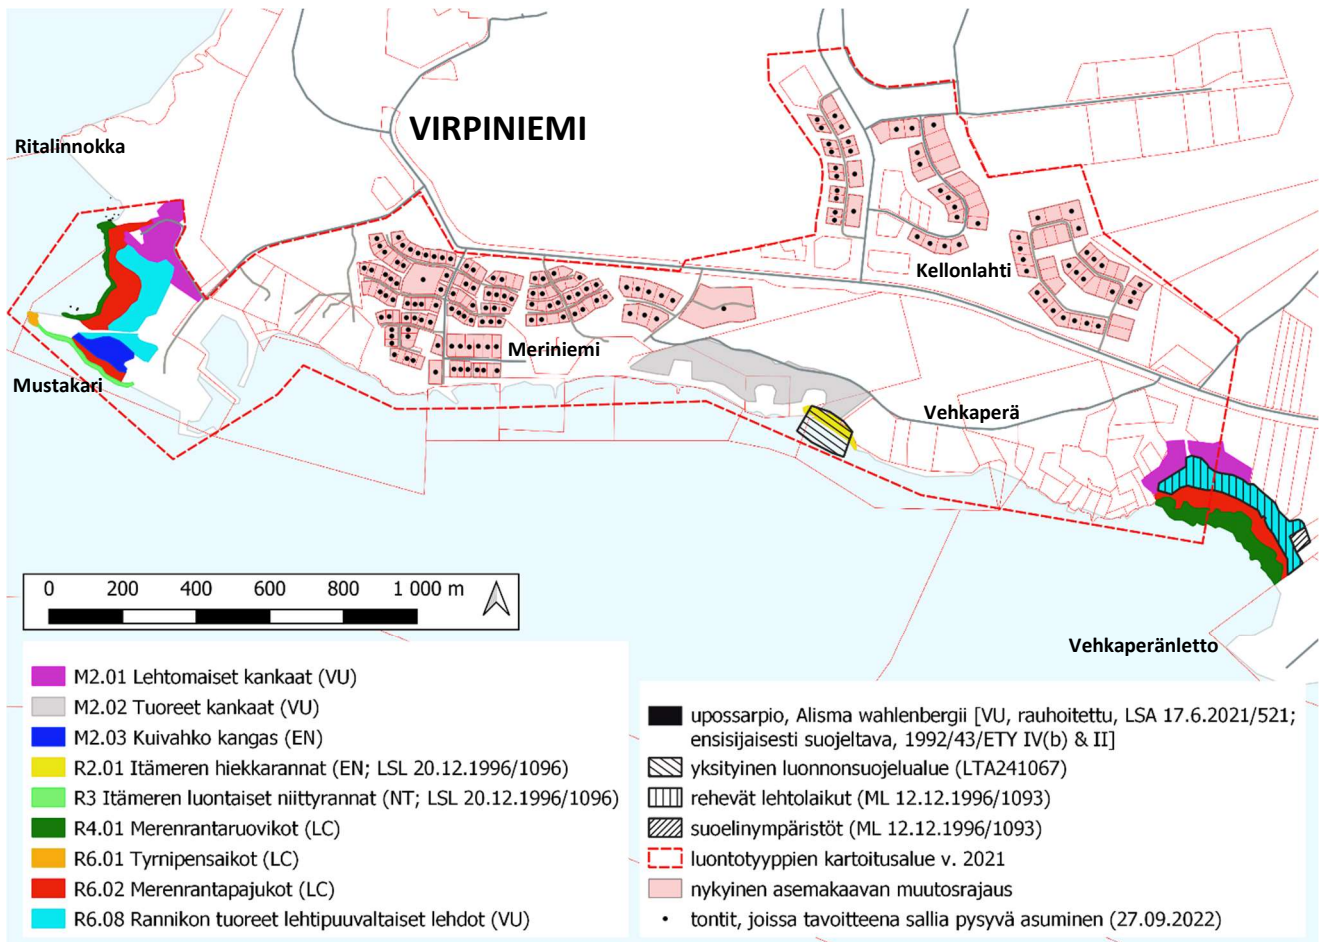 VIRPINIEMI
Ritalinnokka
Kellonlahti
Meriniemi
Mustakari
Vehkaperä
0 200 400 600 800 1 000 m
Vehkaperänletto
M2.01 Lehtomaiset kankaat (VU)
M2.02 Tuoreet kankaat (VU)
M2.03 Kuivahko kangas (EN)
R2.01 Itämeren hiekkarannat (EN; LSL 20.12.1996/1096)
R3 Itämeren luontaiset niittyrannat (NT; LSL 20.12.1996/1096)
R4.01 Merenrantaruovikot (LC)
R6.01 Tyrnipensaikot (LC)
R6.02 Merenrantapajukot (LC)
R6.08 Rannikon tuoreet lehtipuuvaltaiset lehdot (VU)
upossarpio, Alisma wahlenbergii [VU, rauhoitettu, LSA 17.6.2021/521;
ensisijaisesti suojeltava, 1992/43/ETY IV(b) & II]
yksityinen luonnonsuojelualue (LTA241067)
rehevät lehtolaikut (ML 12.12.1996/1093)
suoelinympäristöt (ML 12.12.1996/1093)
luontotyyppien kartoitusalue v. 2021
nykyinen asemakaavan muutosrajaus
tontit, joissa tavoitteena sallia pysyvä asuminen (27.09.2022)